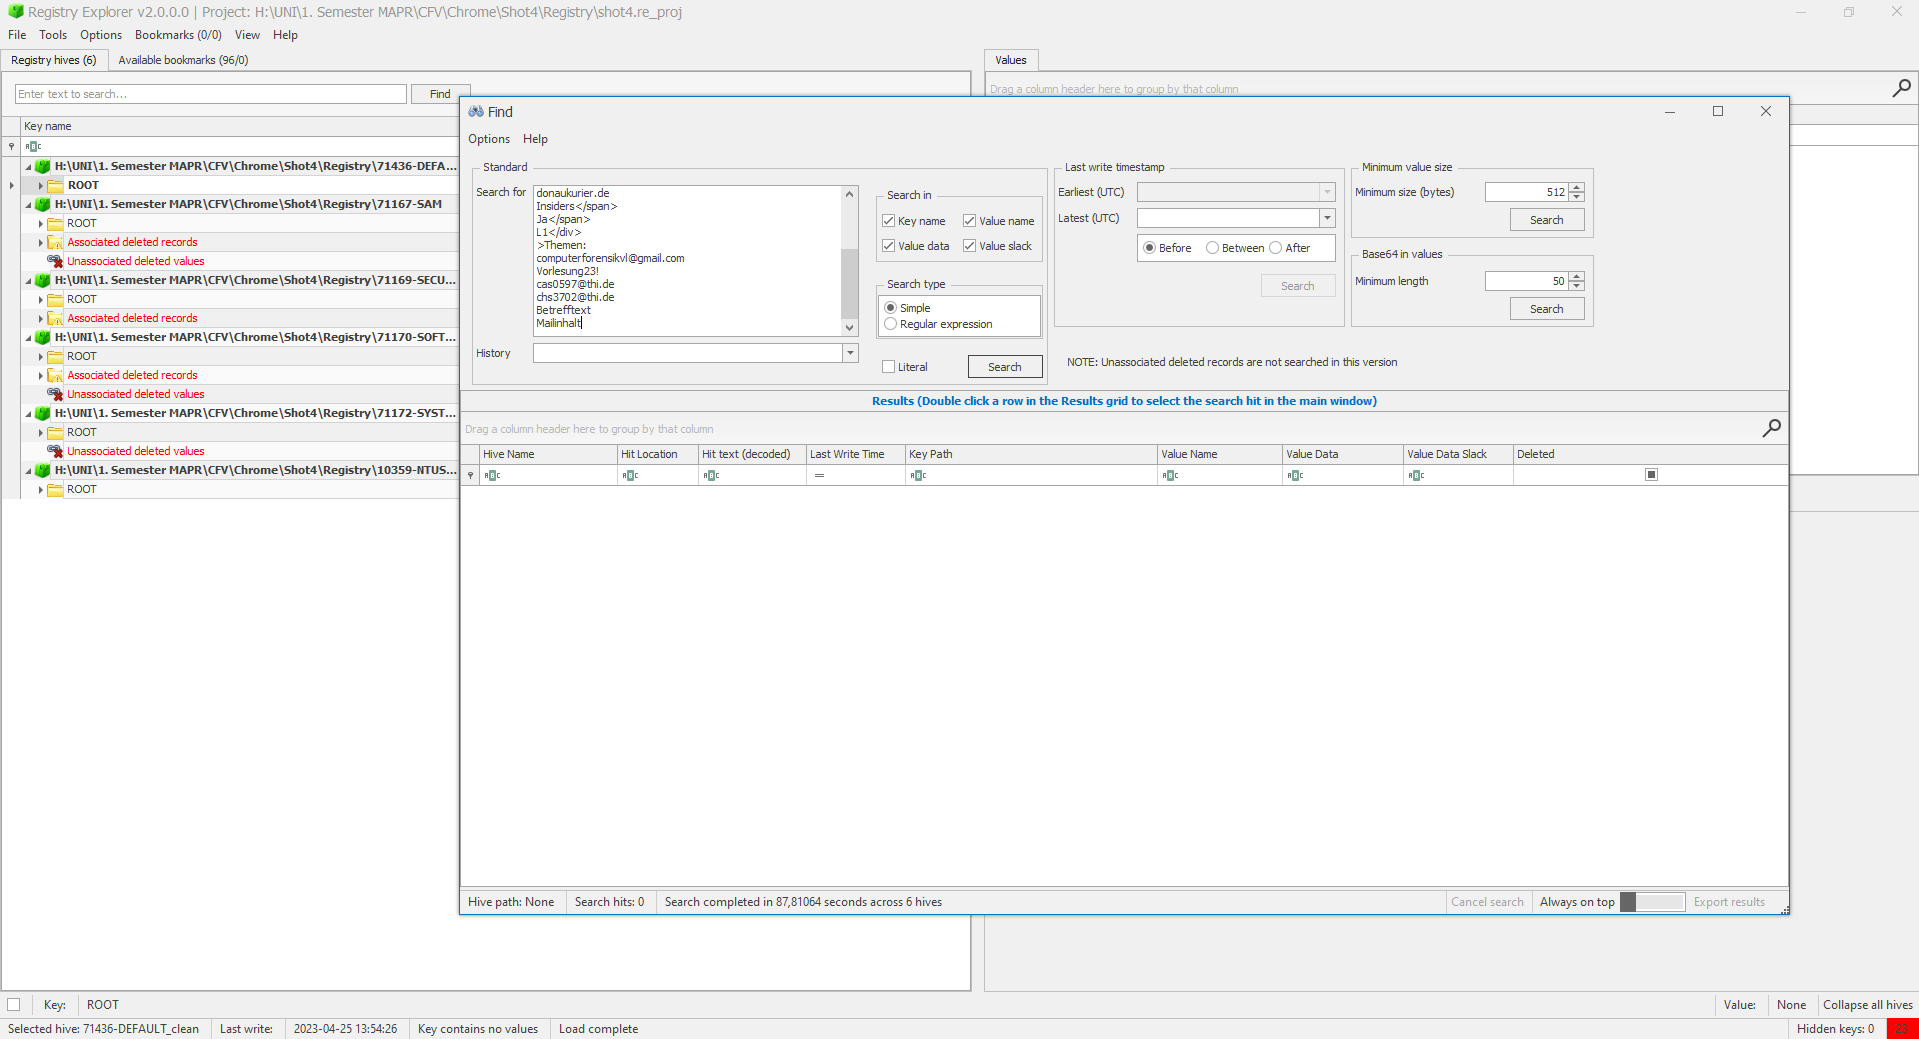 Registry Explorer v2.0.0.0 | Project: H:\UNI\1. Semester MAPR\CFV\Chrome\Shot4\Registry\shot4.re_proj
File Tools Options Bookmarks (0/0) View Help
Registry hives (6) Available bookmarks (96/0)
Values
Enter text to search...
Find
Drag a column header here to group by that column
Key name
H:\UNI\1. Semester MAPR\CFV\Chrome\Shot4\Registry\71436-DEFA...
ROOT
H:\UNI\1. Semester MAPR\CFV\Chrome\Shot4\Registry\71167-SAM
ROOT
Associated deleted records
Unassociated deleted values
H:\UNI\1. Semester MAPR\CFV\Chrome\Shot4\Registry\71169-SECU...
ROOT
Associated deleted records
H:\UNI\1. Semester MAPR\CFV\Chrome\Shot4\Registry\71170-SOFT...
ROOT
Associated deleted records
Unassociated deleted values
H:\UNI\1. Semester MAPR\CFV\Chrome\Shot4\Registry\71172-SYST...
ROOT
Unassociated deleted values
H:\UNI\1. Semester MAPR\CFV\Chrome\Shot4\Registry\10359-NTUS...
ROOT
Find
Options Help
Standard
Search for
donaukurier.de
Insiders</span>
Ja</span>
L1</div>
>Themen:
computerforensikvl@gmail.com
Vorlesung23!
cas0597@thi.de
chs3702@thi.de
Betrefftext
Mailinhalt
History
Search in
Key name Value name
Value data Value slack
Search type
Simple
Regular expression
Literal
Search
Last write timestamp
Earliest (UTC)
Latest (UTC)
Before Between After
Search
Minimum value size
Minimum size (bytes) 512
Search
Base64 in values
Minimum length 50
Search
NOTE: Unassociated deleted records are not searched in this version
Results (Double click a row in the Results grid to select the search hit in the main window)
Drag a column header here to group by that column
Hive Name Hit Location Hit text (decoded) Last Write Time Key Path Value Name Value Data Value Data Slack Deleted
Hive path: None Search hits: 0 Search completed in 87,81064 seconds across 6 hives Cancel search Always on top Export results
Key: ROOT Value: None Collapse all hives
Selected hive: 71436-DEFAULT_clean Last write: 2023-04-25 13:54:26 Key contains no values Load complete Hidden keys: 0 23